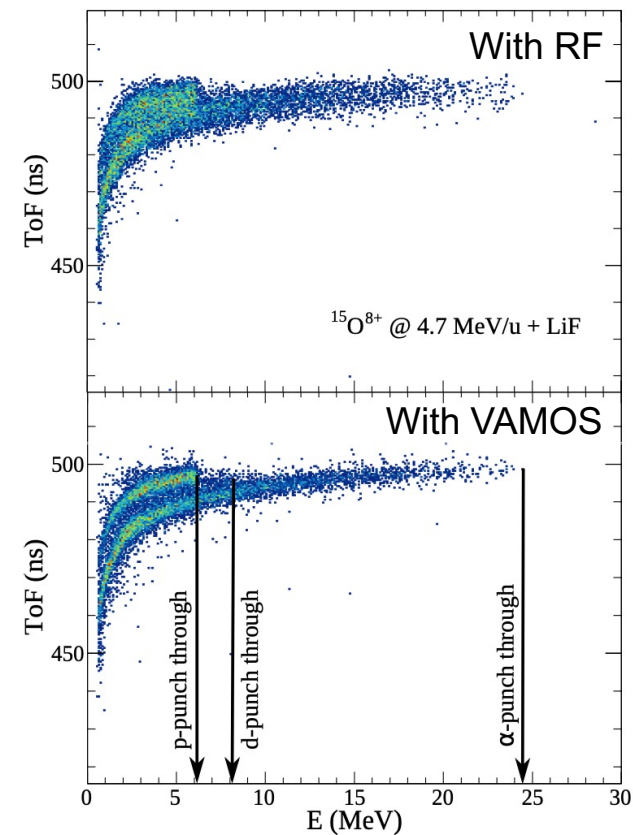 With RF
500
450
ToF (ns)
¹⁵O⁸⁺ @ 4.7 MeV/u + LiF
With VAMOS
500
450
ToF (ns)
p-punch through
d-punch through
α-punch through
0 5 10 15 20 25 30
E (MeV)